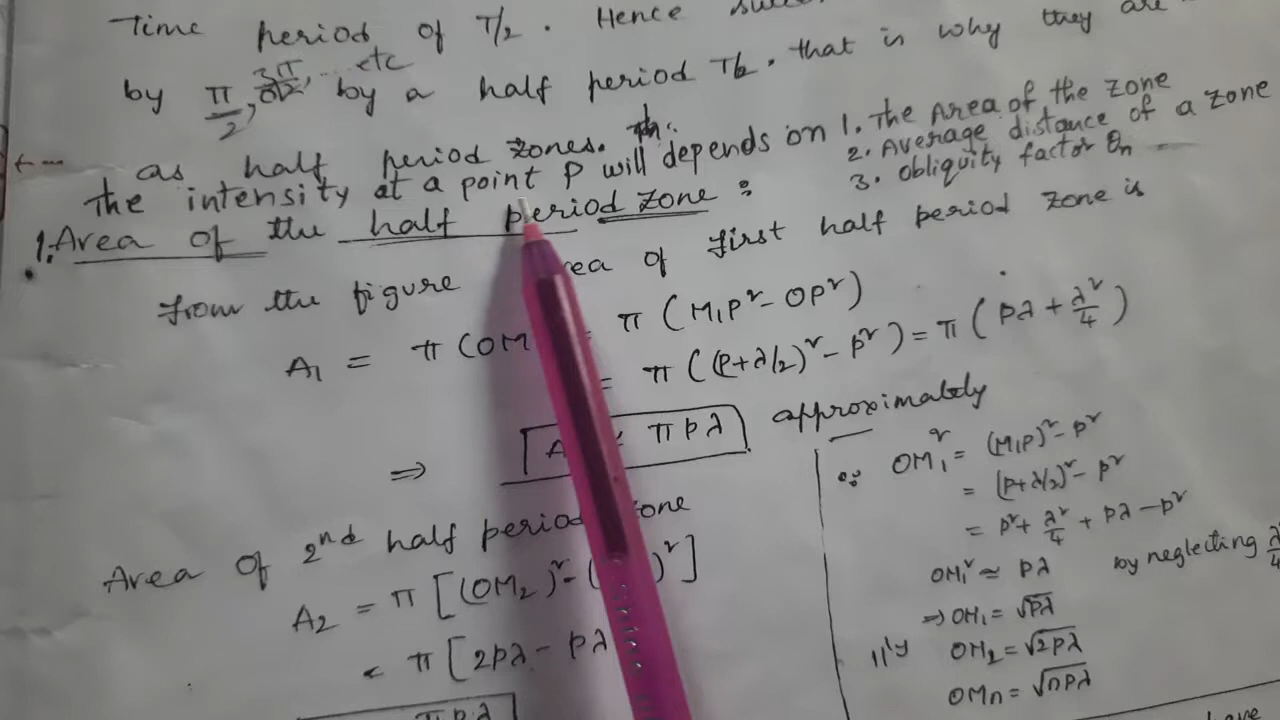 Time period of T/2. Hence
by π/2, 3π/2, ... etc by a half period T/2. that is why they are
as half period zones.
The intensity at a point P will depends on 1. The Area of the zone
2. Average distance of a zone
3. obliquity factor θn
1. Area of the half period zone:
from the figure area of first half period zone is
A1 = π(OM = π(M1P² - OP²)
= π((P+λ/2)² - P²) = π(Pλ + λ²/4)
⇒ πPλ approximately
Area of 2nd half period zone
A2 = π[(OM2)² - ( )²]
= π[2Pλ - Pλ
πPλ
∵ OM1² = (M1P)² - P²
= (P+λ/2)² - P²
= P² + λ²/4 + Pλ - P²
OM1² ≃ Pλ by neglecting λ²/4
⇒ OM1 = √Pλ
|||ly OM2 = √2Pλ
OMn = √nPλ